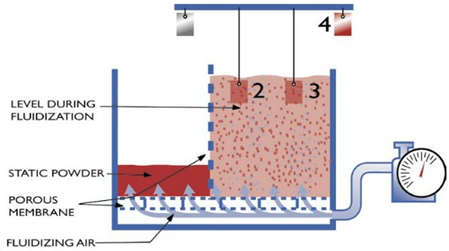 4
2
3
LEVEL DURING
FLUIDIZATION
STATIC POWDER
POROUS
MEMBRANE
FLUIDIZING AIR